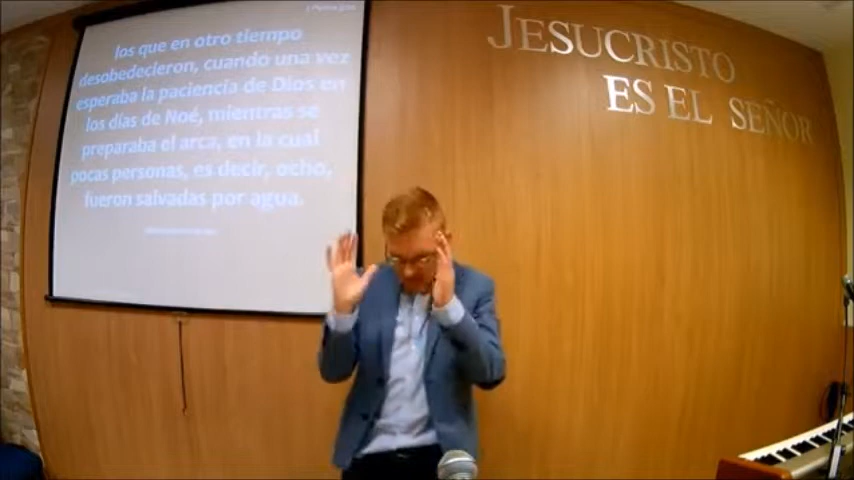 los que en otro tiempo
desobedecieron, cuando una vez
esperaba la paciencia de Dios en
los días de Noé, mientras se
preparaba el arca, en la cual
pocas personas, es decir, ocho,
fueron salvadas por agua.
JESUCRISTO
ES EL SEÑOR